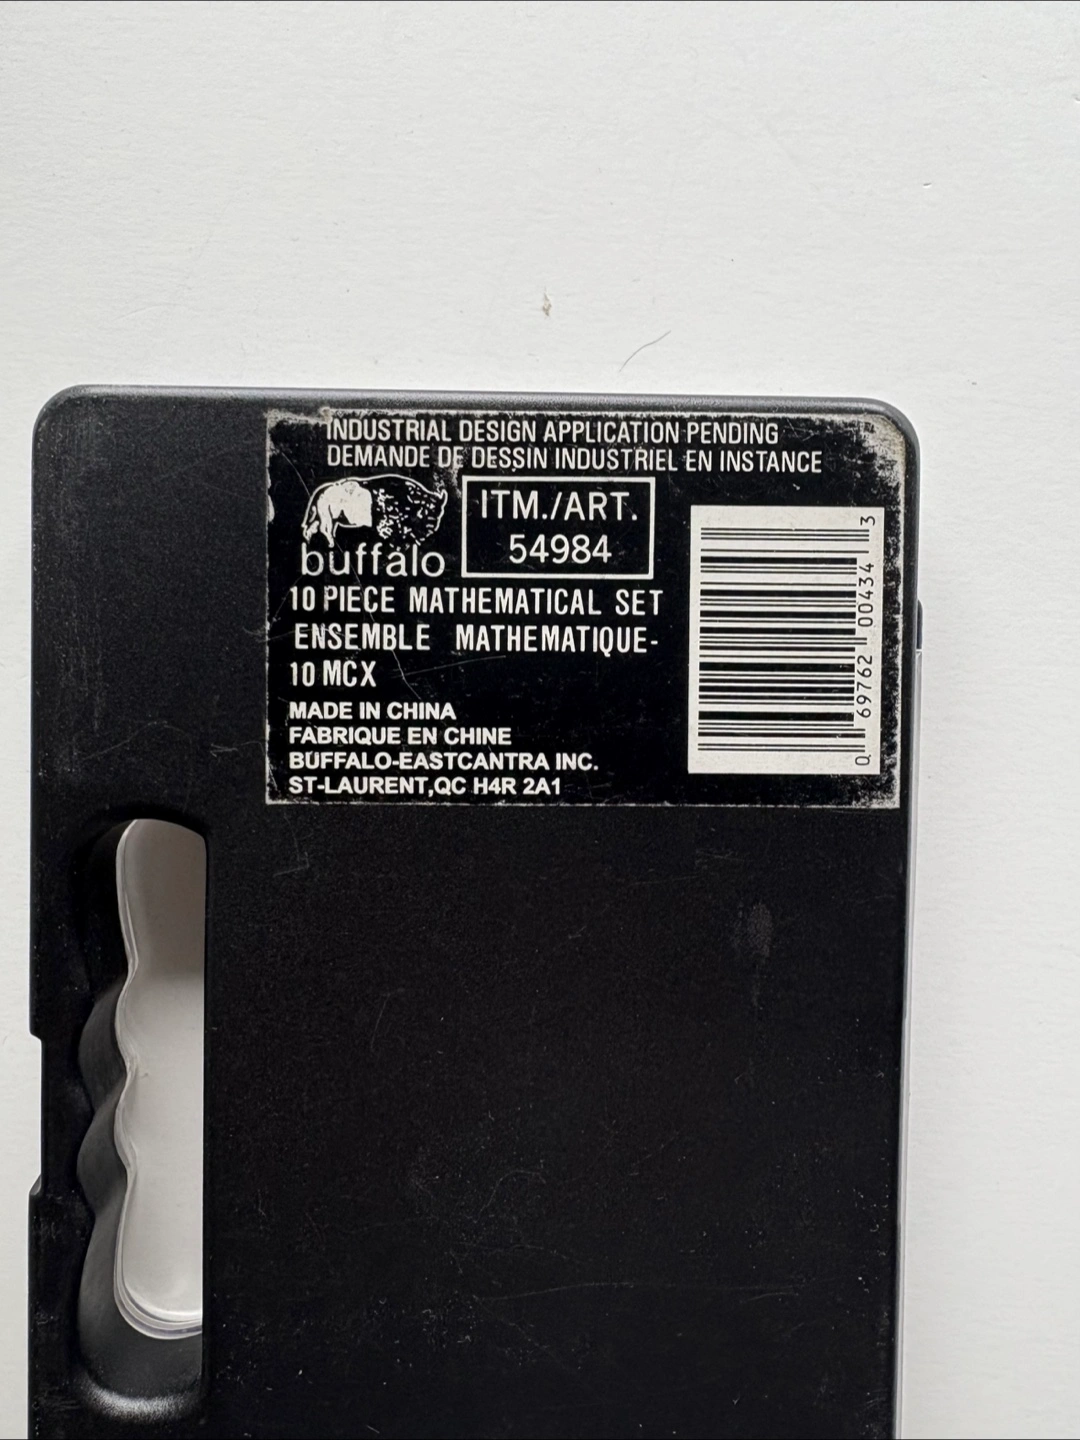 INDUSTRIAL DESIGN APPLICATION PENDING
DEMANDE DE DESSIN INDUSTRIEL EN INSTANCE
buffalo
ITM./ART.
54984
10 PIECE MATHEMATICAL SET
ENSEMBLE MATHEMATIQUE-
10 MCX
MADE IN CHINA
FABRIQUE EN CHINE
BUFFALO-EASTCANTRA INC.
ST-LAURENT,QC H4R 2A1
0 69762 00434 3